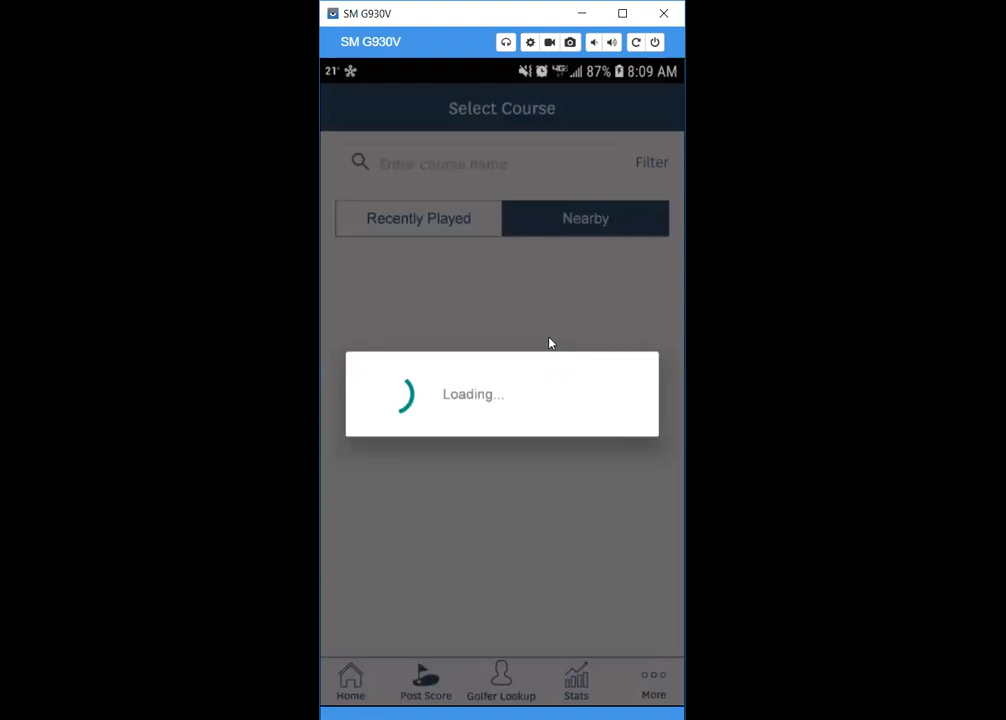 SM G930V
SM G930V
21° 4G 87% 8:09 AM
Select Course
Enter course name Filter
Recently Played Nearby
Loading...
Home Post Score Golfer Lookup Stats More